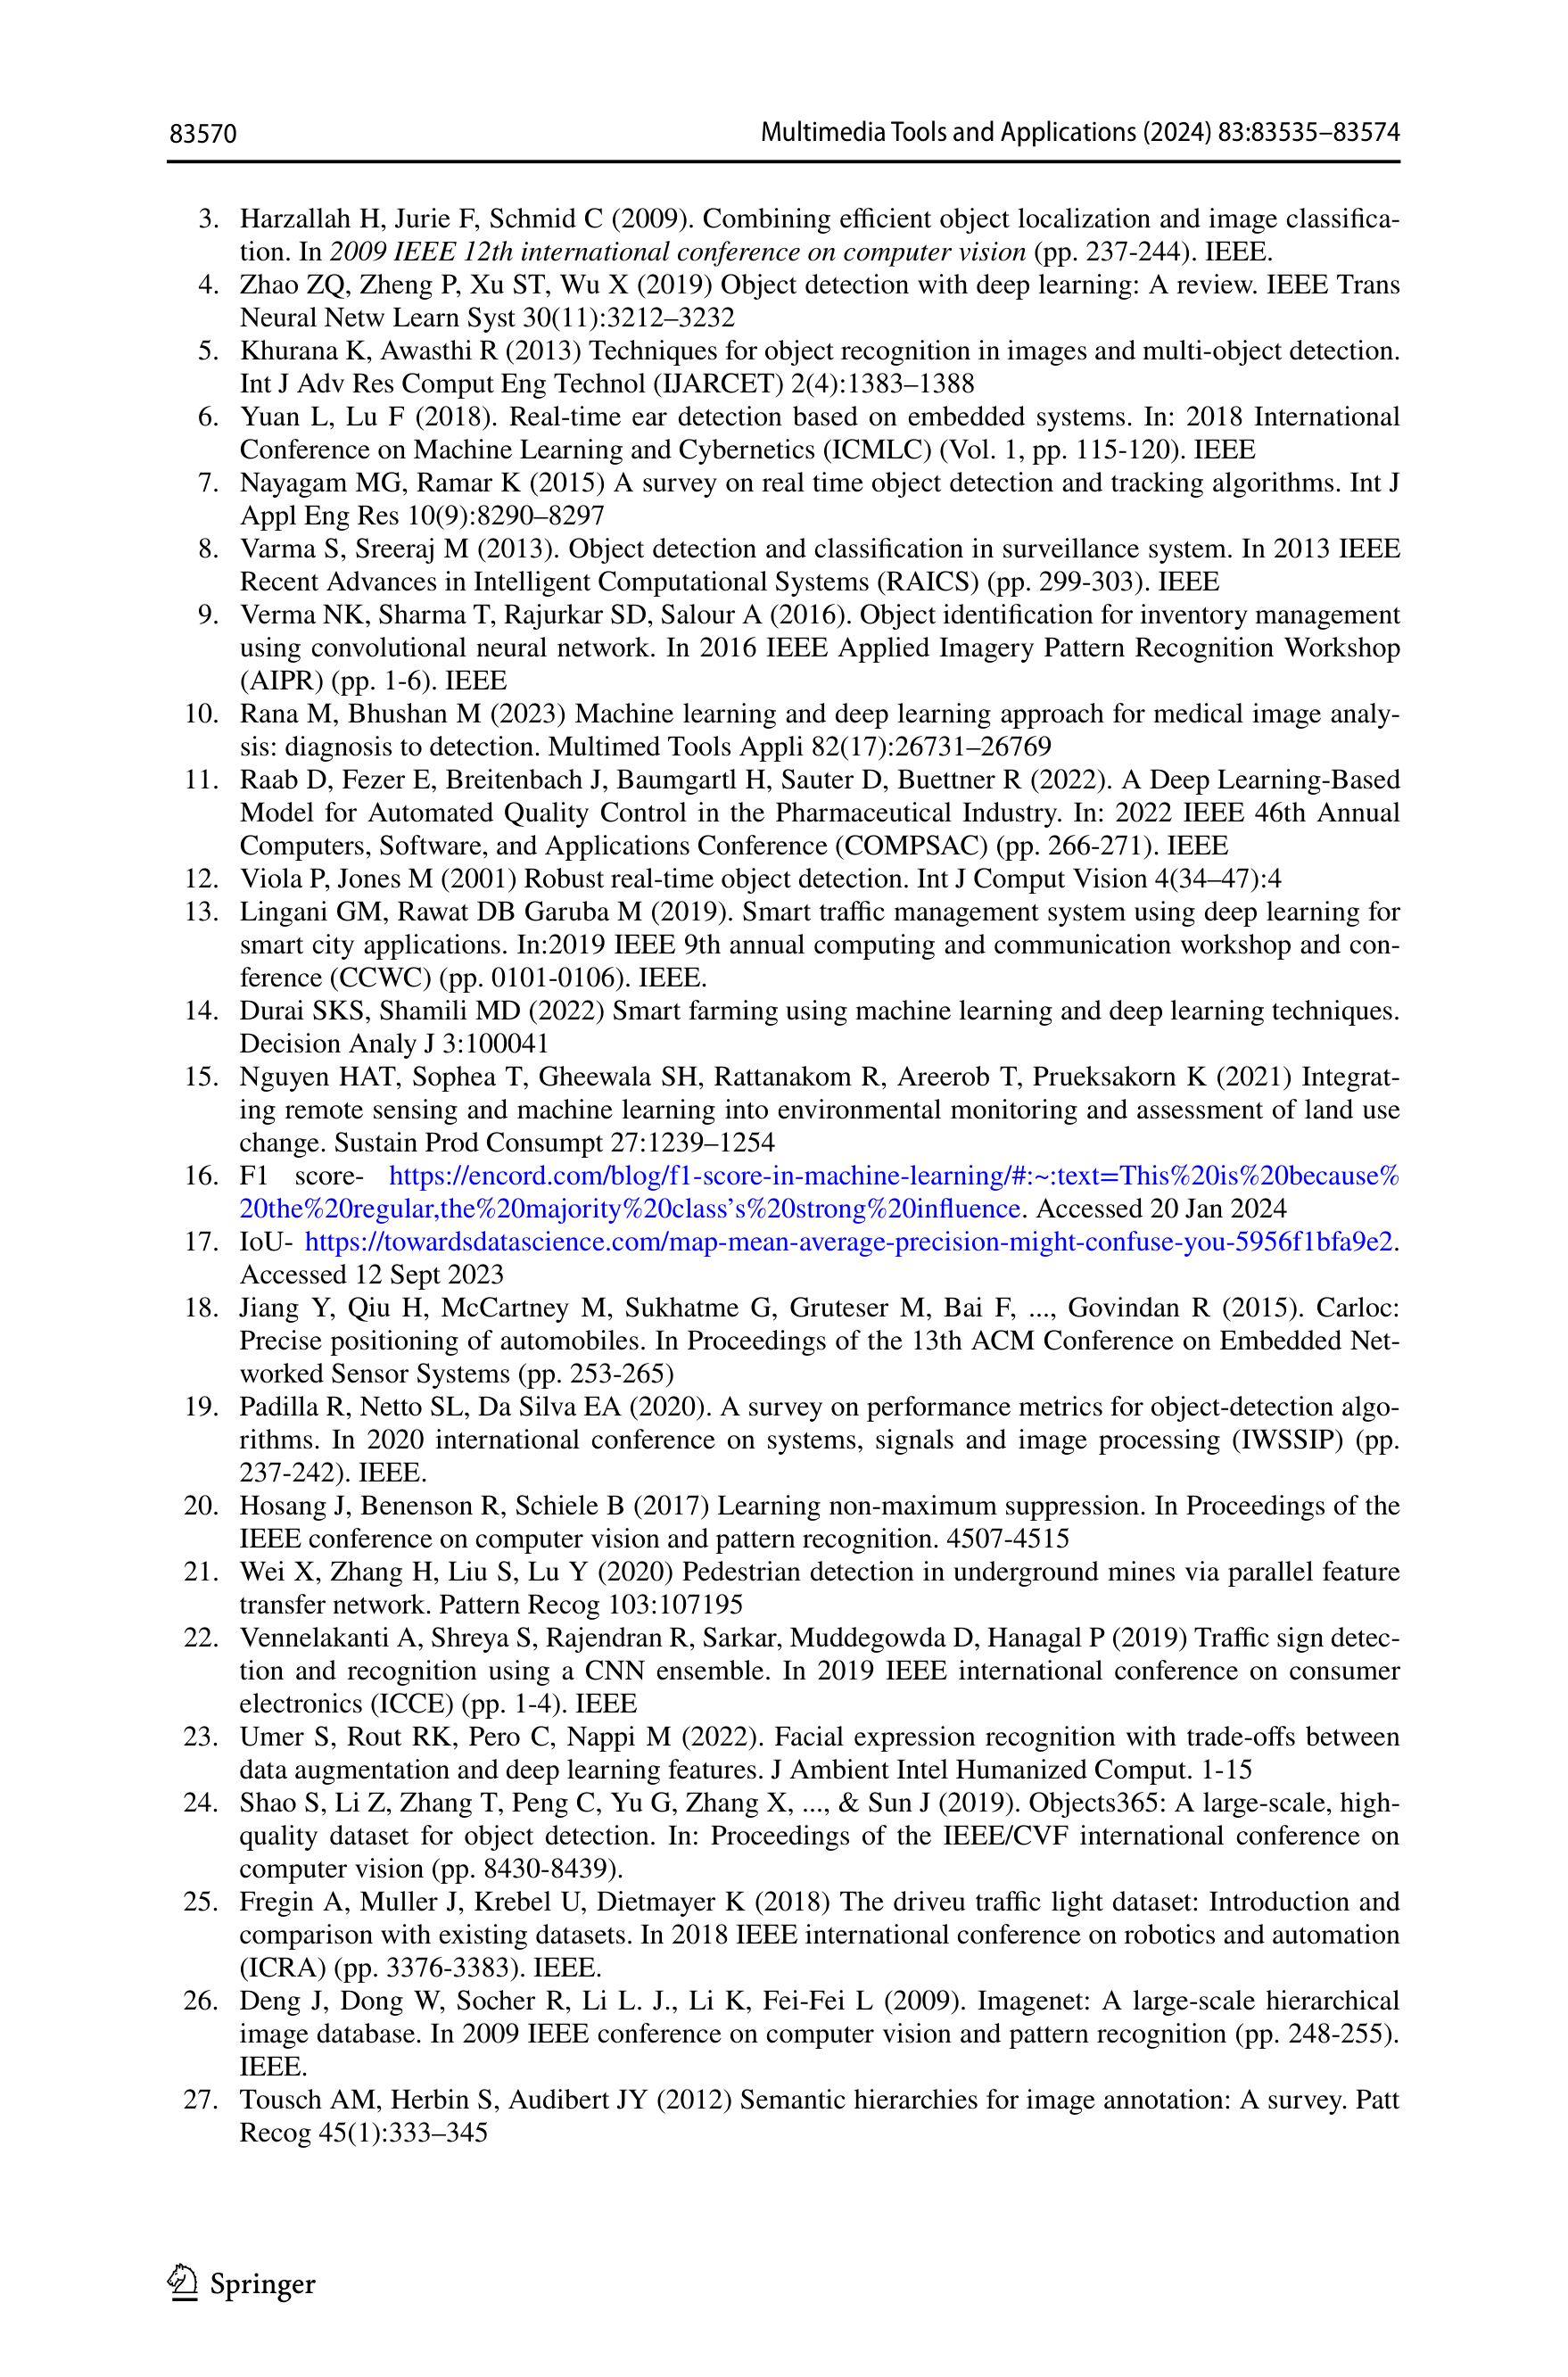 83570
Multimedia Tools and Applications (2024) 83:83535–83574
3. Harzallah H, Jurie F, Schmid C (2009). Combining efficient object localization and image classifica-
tion. In 2009 IEEE 12th international conference on computer vision (pp. 237-244). IEEE.
4. Zhao ZQ, Zheng P, Xu ST, Wu X (2019) Object detection with deep learning: A review. IEEE Trans
Neural Netw Learn Syst 30(11):3212–3232
5. Khurana K, Awasthi R (2013) Techniques for object recognition in images and multi-object detection.
Int J Adv Res Comput Eng Technol (IJARCET) 2(4):1383–1388
6. Yuan L, Lu F (2018). Real-time ear detection based on embedded systems. In: 2018 International
Conference on Machine Learning and Cybernetics (ICMLC) (Vol. 1, pp. 115-120). IEEE
7. Nayagam MG, Ramar K (2015) A survey on real time object detection and tracking algorithms. Int J
Appl Eng Res 10(9):8290–8297
8. Varma S, Sreeraj M (2013). Object detection and classification in surveillance system. In 2013 IEEE
Recent Advances in Intelligent Computational Systems (RAICS) (pp. 299-303). IEEE
9. Verma NK, Sharma T, Rajurkar SD, Salour A (2016). Object identification for inventory management
using convolutional neural network. In 2016 IEEE Applied Imagery Pattern Recognition Workshop
(AIPR) (pp. 1-6). IEEE
10. Rana M, Bhushan M (2023) Machine learning and deep learning approach for medical image analy-
sis: diagnosis to detection. Multimed Tools Appli 82(17):26731–26769
11. Raab D, Fezer E, Breitenbach J, Baumgartl H, Sauter D, Buettner R (2022). A Deep Learning-Based
Model for Automated Quality Control in the Pharmaceutical Industry. In: 2022 IEEE 46th Annual
Computers, Software, and Applications Conference (COMPSAC) (pp. 266-271). IEEE
12. Viola P, Jones M (2001) Robust real-time object detection. Int J Comput Vision 4(34–47):4
13. Lingani GM, Rawat DB Garuba M (2019). Smart traffic management system using deep learning for
smart city applications. In:2019 IEEE 9th annual computing and communication workshop and con-
ference (CCWC) (pp. 0101-0106). IEEE.
14. Durai SKS, Shamili MD (2022) Smart farming using machine learning and deep learning techniques.
Decision Analy J 3:100041
15. Nguyen HAT, Sophea T, Gheewala SH, Rattanakom R, Areerob T, Prueksakorn K (2021) Integrat-
ing remote sensing and machine learning into environmental monitoring and assessment of land use
change. Sustain Prod Consumpt 27:1239–1254
16. F1 score- https://encord.com/blog/f1-score-in-machine-learning/#:~:text=This%20is%20because%
20the%20regular,the%20majority%20class’s%20strong%20influence. Accessed 20 Jan 2024
17. IoU- https://towardsdatascience.com/map-mean-average-precision-might-confuse-you-5956f1bfa9e2.
Accessed 12 Sept 2023
18. Jiang Y, Qiu H, McCartney M, Sukhatme G, Gruteser M, Bai F, ..., Govindan R (2015). Carloc:
Precise positioning of automobiles. In Proceedings of the 13th ACM Conference on Embedded Net-
worked Sensor Systems (pp. 253-265)
19. Padilla R, Netto SL, Da Silva EA (2020). A survey on performance metrics for object-detection algo-
rithms. In 2020 international conference on systems, signals and image processing (IWSSIP) (pp.
237-242). IEEE.
20. Hosang J, Benenson R, Schiele B (2017) Learning non-maximum suppression. In Proceedings of the
IEEE conference on computer vision and pattern recognition. 4507-4515
21. Wei X, Zhang H, Liu S, Lu Y (2020) Pedestrian detection in underground mines via parallel feature
transfer network. Pattern Recog 103:107195
22. Vennelakanti A, Shreya S, Rajendran R, Sarkar, Muddegowda D, Hanagal P (2019) Traffic sign detec-
tion and recognition using a CNN ensemble. In 2019 IEEE international conference on consumer
electronics (ICCE) (pp. 1-4). IEEE
23. Umer S, Rout RK, Pero C, Nappi M (2022). Facial expression recognition with trade-offs between
data augmentation and deep learning features. J Ambient Intel Humanized Comput. 1-15
24. Shao S, Li Z, Zhang T, Peng C, Yu G, Zhang X, ..., & Sun J (2019). Objects365: A large-scale, high-
quality dataset for object detection. In: Proceedings of the IEEE/CVF international conference on
computer vision (pp. 8430-8439).
25. Fregin A, Muller J, Krebel U, Dietmayer K (2018) The driveu traffic light dataset: Introduction and
comparison with existing datasets. In 2018 IEEE international conference on robotics and automation
(ICRA) (pp. 3376-3383). IEEE.
26. Deng J, Dong W, Socher R, Li L. J., Li K, Fei-Fei L (2009). Imagenet: A large-scale hierarchical
image database. In 2009 IEEE conference on computer vision and pattern recognition (pp. 248-255).
IEEE.
27. Tousch AM, Herbin S, Audibert JY (2012) Semantic hierarchies for image annotation: A survey. Patt
Recog 45(1):333–345
Springer